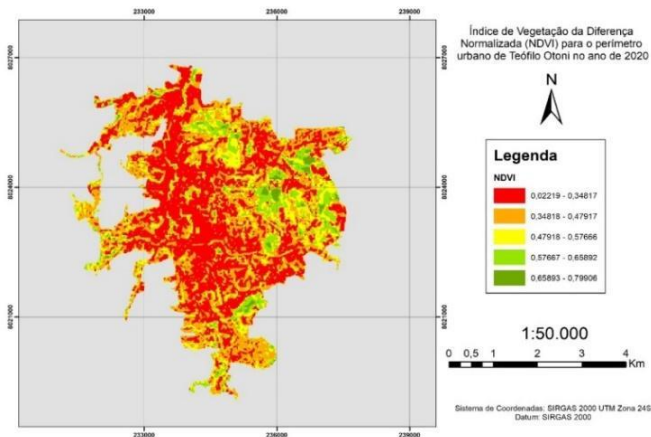 233000 236000 239000
8027000 8027000
8024000 8024000
8021000 8021000
233000 236000 239000
Índice de Vegetação da Diferença
Normalizada (NDVI) para o perímetro
urbano de Teófilo Otoni no ano de 2020
N
Legenda
NDVI
0,02219 - 0,34817
0,34818 - 0,47917
0,47918 - 0,57666
0,57667 - 0,65892
0,65893 - 0,79906
1:50.000
0 0,5 1 2 3 4
Km
Sistema de Coordenadas: SIRGAS 2000 UTM Zona 24S
Datum: SIRGAS 2000